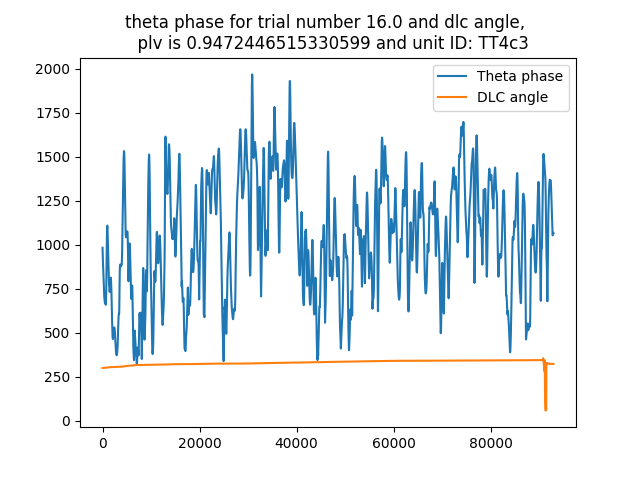 theta phase for trial number 16.0 and dlc angle,
plv is 0.9472446515330599 and unit ID: TT4c3
Theta phase
DLC angle
2000
1750
1500
1250
1000
750
500
250
0
0 20000 40000 60000 80000